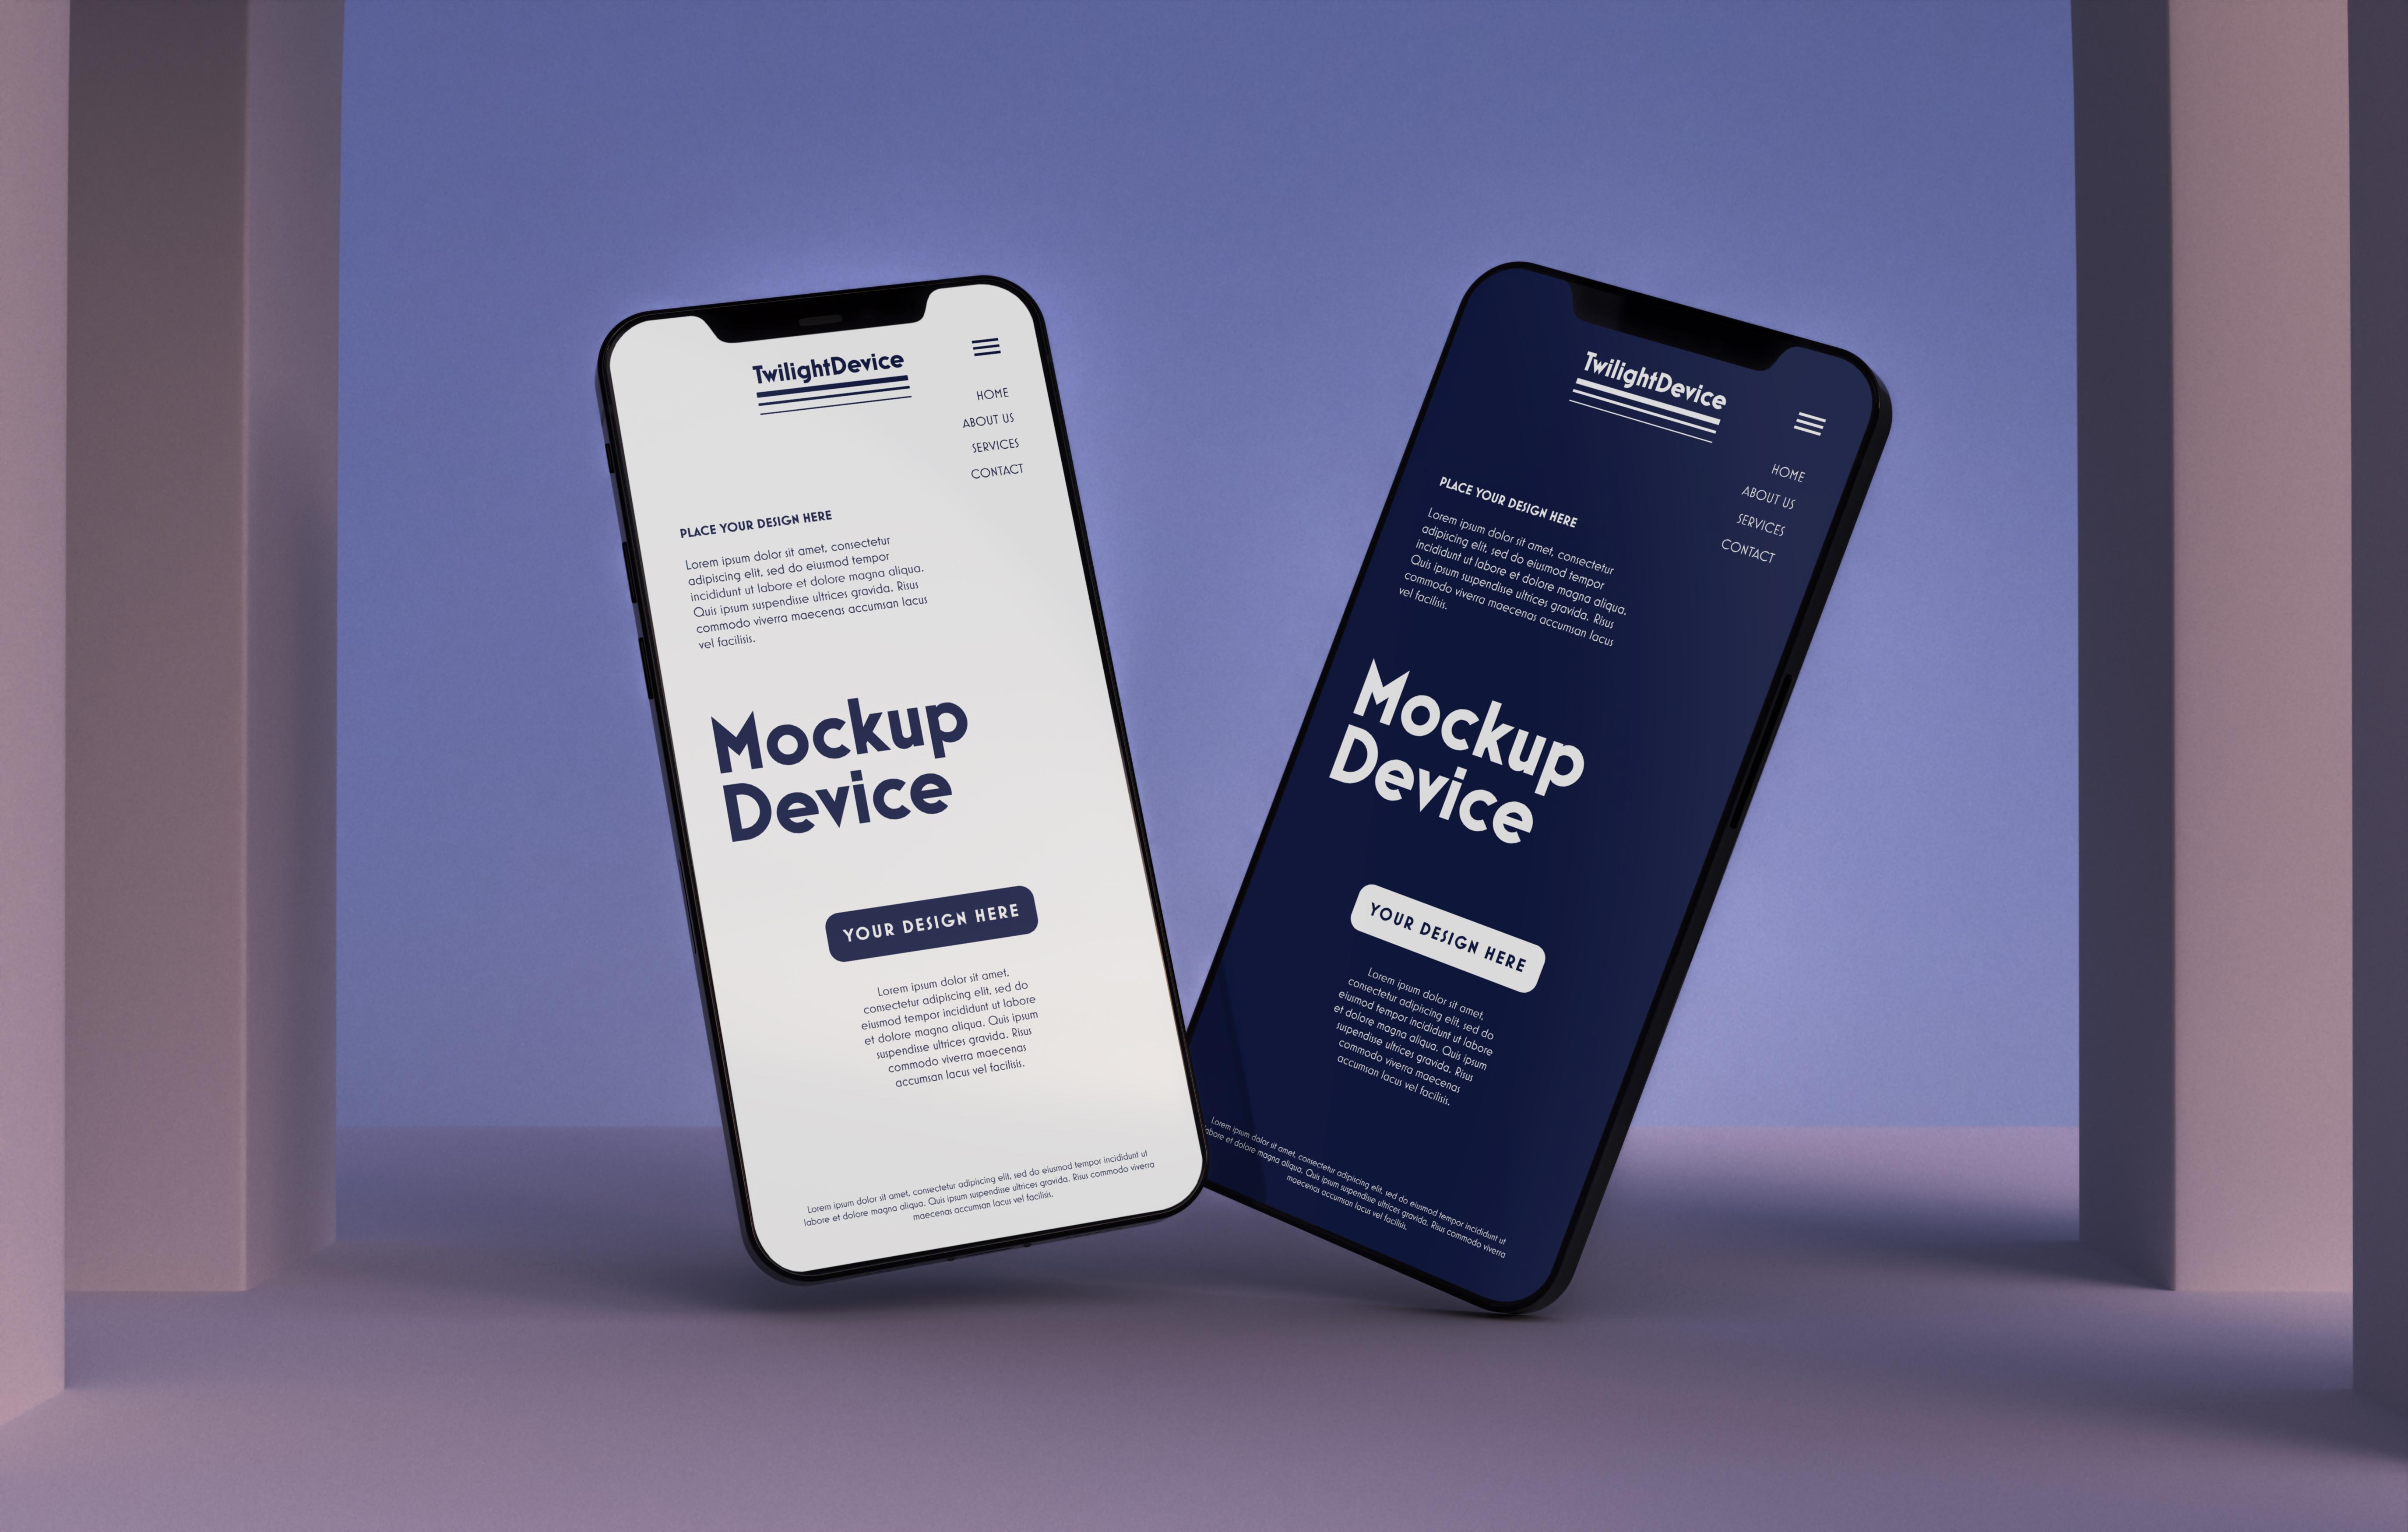 TwilightDevice
HOME
ABOUT US
SERVICES
CONTACT
PLACE YOUR DESIGN HERE
Lorem ipsum dolor sit amet, consectetur
adipiscing elit, sed do eiusmod tempor
incididunt ut labore et dolore magna aliqua.
Quis ipsum suspendisse ultrices gravida. Risus
commodo viverra maecenas accumsan lacus
vel facilisis.
Mockup
Device
YOUR DESIGN HERE
Lorem ipsum dolor sit amet,
consectetur adipiscing elit, sed do
eiusmod tempor incididunt ut labore
et dolore magna aliqua. Quis ipsum
suspendisse ultrices gravida. Risus
commodo viverra maecenas
accumsan lacus vel facilisis.
Lorem ipsum dolor sit amet, consectetur adipiscing elit, sed do eiusmod tempor incididunt ut
labore et dolore magna aliqua. Quis ipsum suspendisse ultrices gravida. Risus commodo viverra
maecenas accumsan lacus vel facilisis.
TwilightDevice
HOME
ABOUT US
SERVICES
CONTACT
PLACE YOUR DESIGN HERE
Lorem ipsum dolor sit amet, consectetur
adipiscing elit, sed do eiusmod tempor
incididunt ut labore et dolore magna aliqua.
Quis ipsum suspendisse ultrices gravida. Risus
commodo viverra maecenas accumsan lacus
vel facilisis.
Mockup
Device
YOUR DESIGN HERE
Lorem ipsum dolor sit amet,
consectetur adipiscing elit, sed do
eiusmod tempor incididunt ut labore
et dolore magna aliqua. Quis ipsum
suspendisse ultrices gravida. Risus
commodo viverra maecenas
accumsan lacus vel facilisis.
Lorem ipsum dolor sit amet, consectetur adipiscing elit, sed do eiusmod tempor incididunt ut
labore et dolore magna aliqua. Quis ipsum suspendisse ultrices gravida. Risus commodo viverra
maecenas accumsan lacus vel facilisis.